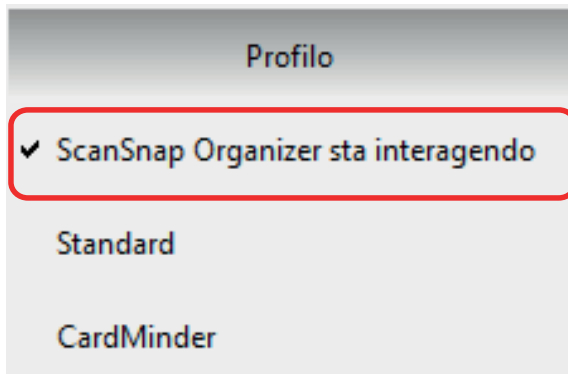 Profilo
ScanSnap Organizer sta interagendo
Standard
CardMinder